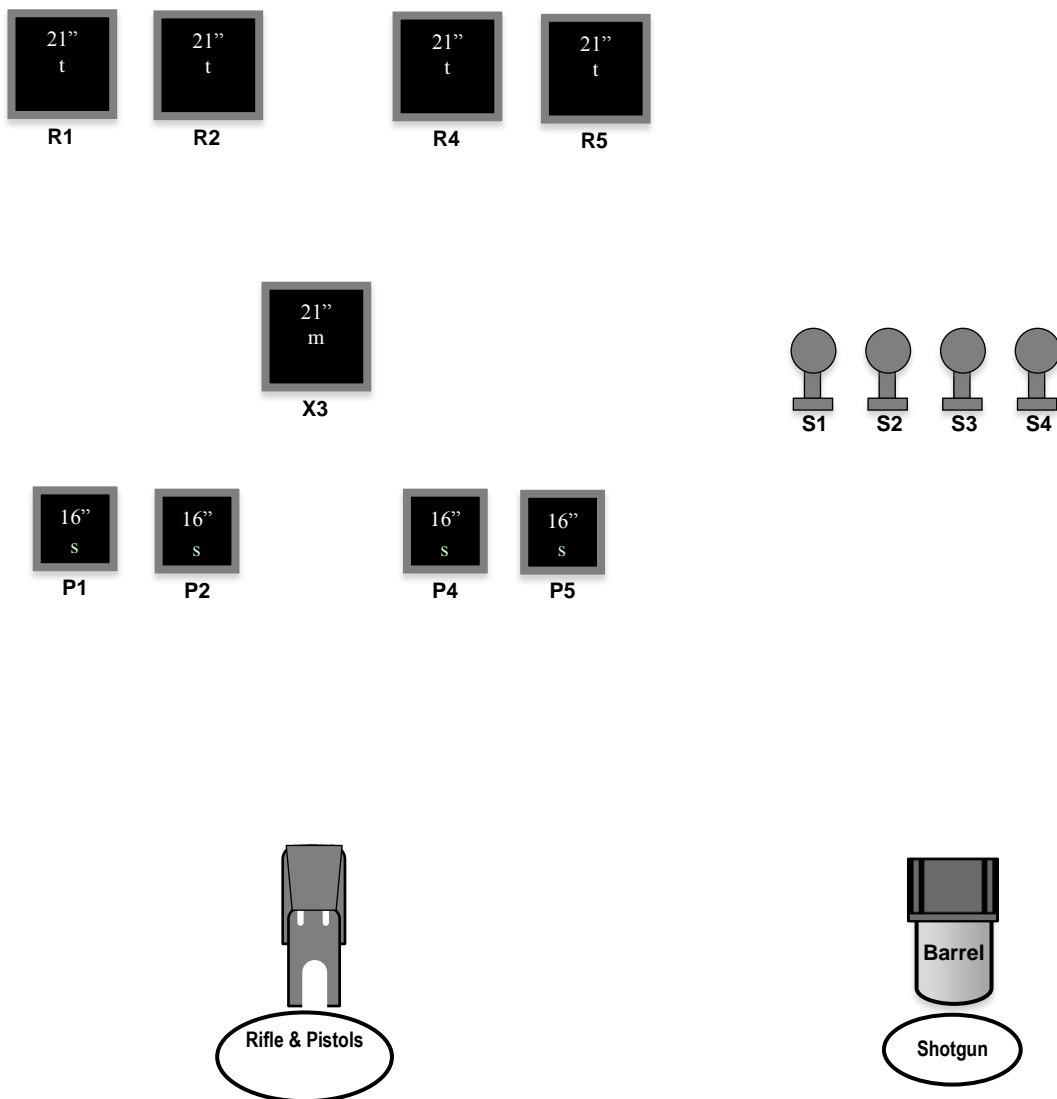 21”
t
R1
21”
t
R2
21”
t
R4
21”
t
R5
21”
m
X3
S1
S2
S3
S4
16”
s
P1
16”
s
P2
16”
s
P4
16”
s
P5
Rifle & Pistols
Barrel
Shotgun